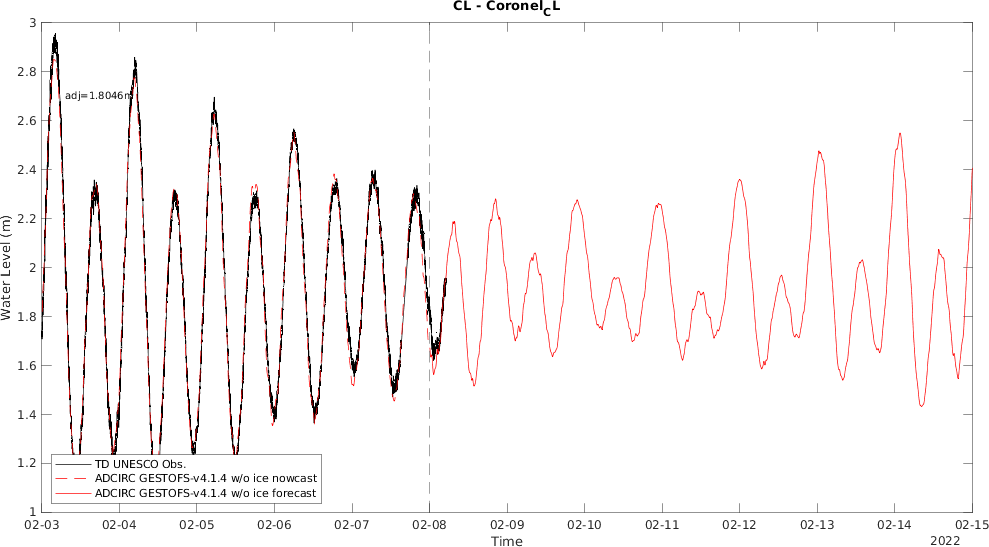 CL - Coronel_CL
3
2.8
2.6
2.4
2.2
2
1.8
1.6
1.4
1.2
1
Water Level (m)
adj=1.8046m
TD UNESCO Obs.
ADCIRC GESTOFS-v4.1.4 w/o ice nowcast
ADCIRC GESTOFS-v4.1.4 w/o ice forecast
02-03 02-04 02-05 02-06 02-07 02-08 02-09 02-10 02-11 02-12 02-13 02-14 02-15
Time
2022